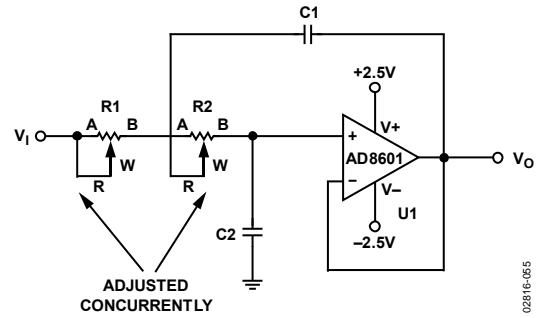 C1
+2.5V
R1
R2
V+
VI
A
B
A
B
+
AD8601
VO
W
W
−
R
R
V–
U1
C2
–2.5V
ADJUSTED
CONCURRENTLY
02816-055